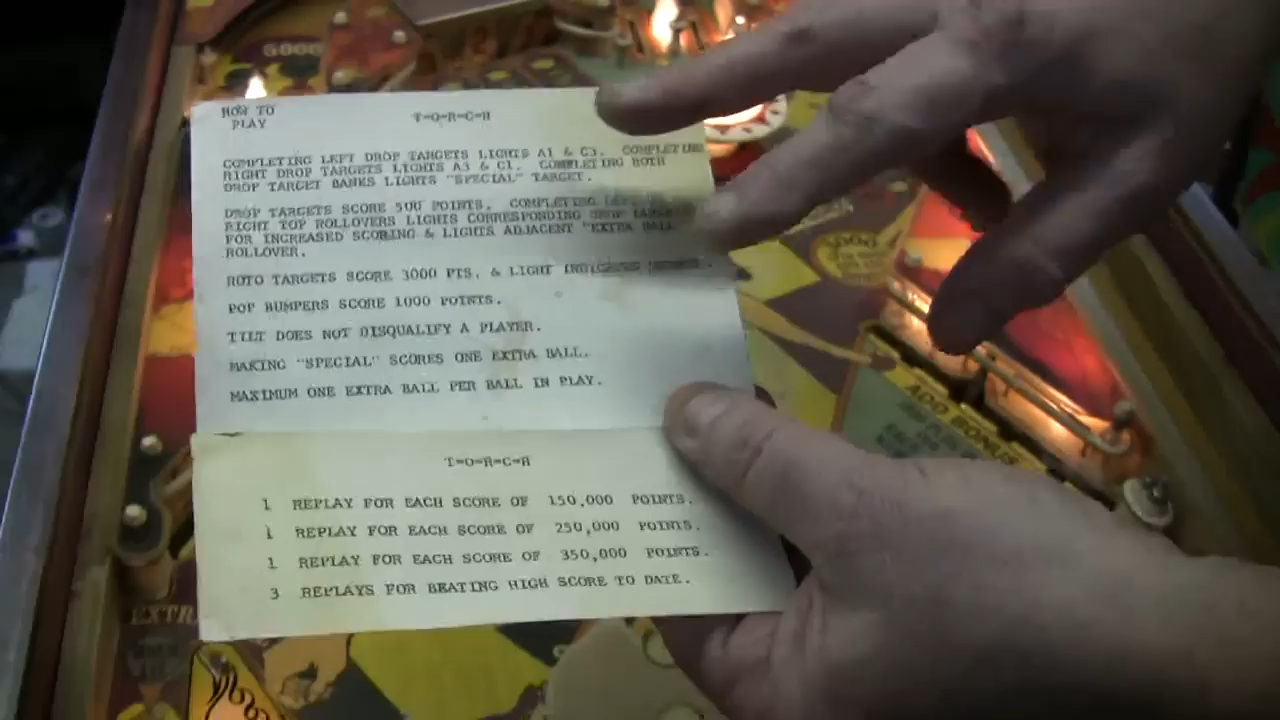 5000
HOW TO
PLAY
T=O=R=C=H
COMPLETING LEFT DROP TARGETS LIGHTS A1 & C3. COMPLETING
RIGHT DROP TARGETS LIGHTS A3 & C1. COMPLETING BOTH
DROP TARGET BANKS LIGHTS "SPECIAL" TARGET.
DROP TARGETS SCORE 500 POINTS. COMPLETING
RIGHT TOP ROLLOVERS LIGHTS CORRESPONDING DROP
FOR INCREASED SCORING & LIGHTS ADJACENT "EXTRA BALL"
ROLLOVER.
ROTO TARGETS SCORE 3000 PTS. & LIGHT
POP BUMPERS SCORE 1000 POINTS.
TILT DOES NOT DISQUALIFY A PLAYER.
MAKING "SPECIAL" SCORES ONE EXTRA BALL.
MAXIMUM ONE EXTRA BALL PER BALL IN PLAY.
T=O=R=C=H
1 REPLAY FOR EACH SCORE OF 150,000 POINTS.
1 REPLAY FOR EACH SCORE OF 250,000 POINTS.
1 REPLAY FOR EACH SCORE OF 350,000 POINTS.
3 REPLAYS FOR BEATING HIGH SCORE TO DATE.
5000
ADD BONUS
EXTRA